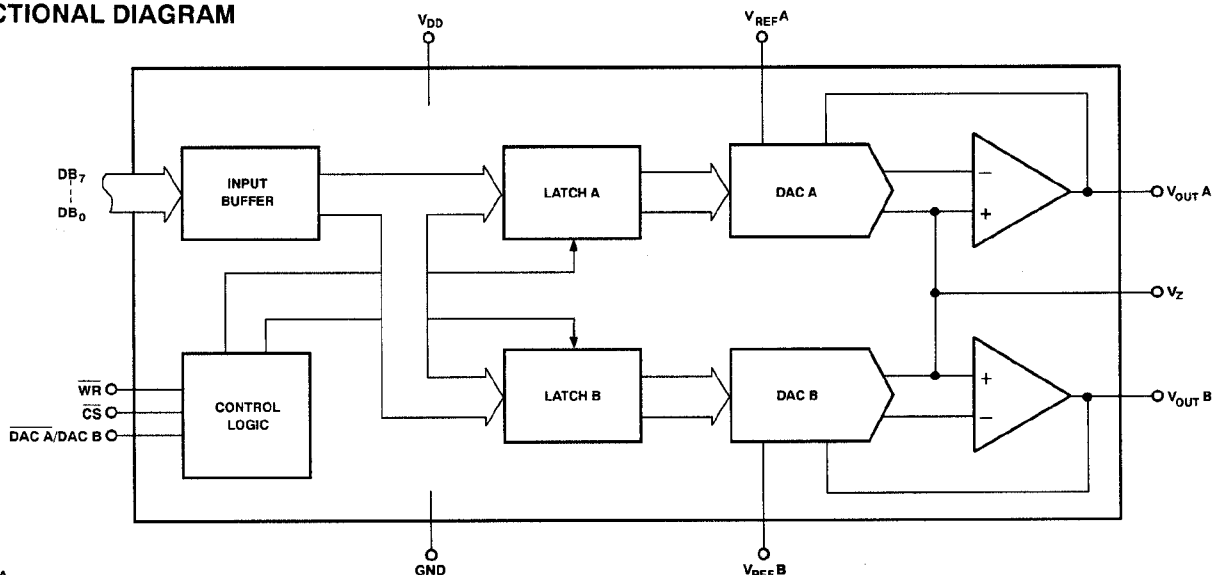 CTIONAL DIAGRAM
VDD
VREFA
DB7
DB0
INPUT
BUFFER
LATCH A
DAC A
−
+
VOUT A
VZ
WR
CS
DAC A/DAC B
CONTROL
LOGIC
LATCH B
DAC B
+
−
VOUT B
GND
VREFB